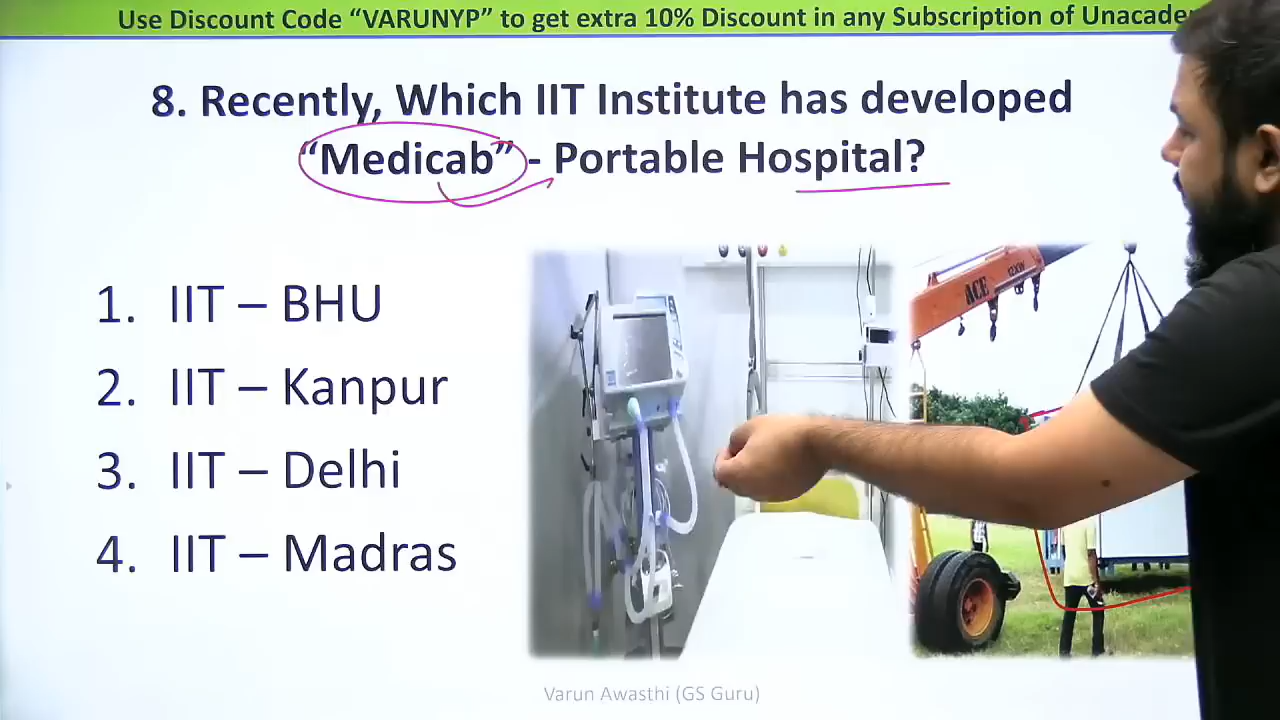 Use Discount Code “VARUNYP” to get extra 10% Discount in any Subscription of
8. Recently, Which IIT Institute has developed
“Medicab” - Portable Hospital?
1. IIT – BHU
2. IIT – Kanpur
3. IIT – Delhi
4. IIT – Madras
ACE
12XW
Varun Awasthi (GS Guru)